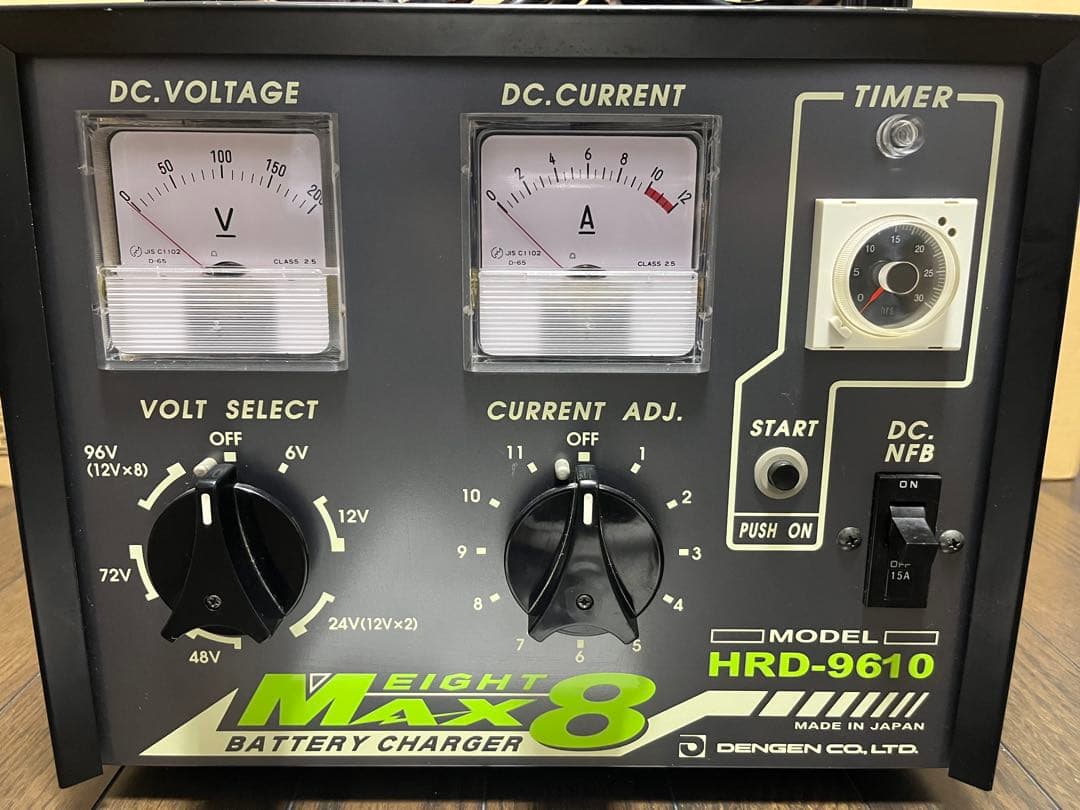 DC.VOLTAGE
DC.CURRENT
TIMER
0 50 100 150 200
V
JIS C1102
D-65
CLASS 2.5
0 2 4 6 8 10 12
A
JIS C1102
D-65
CLASS 2.5
0 5 10 15 20 25 30
VOLT SELECT
OFF
6V
12V
24V(12V×2)
48V
72V
96V
(12V×8)
CURRENT ADJ.
OFF
1
2
3
4
5
6
7
8
9
10
11
START
PUSH ON
DC.
NFB
ON
OFF
15A
MODEL
HRD-9610
EIGHT
MAX8
BATTERY CHARGER
MADE IN JAPAN
DENGEN CO., LTD.